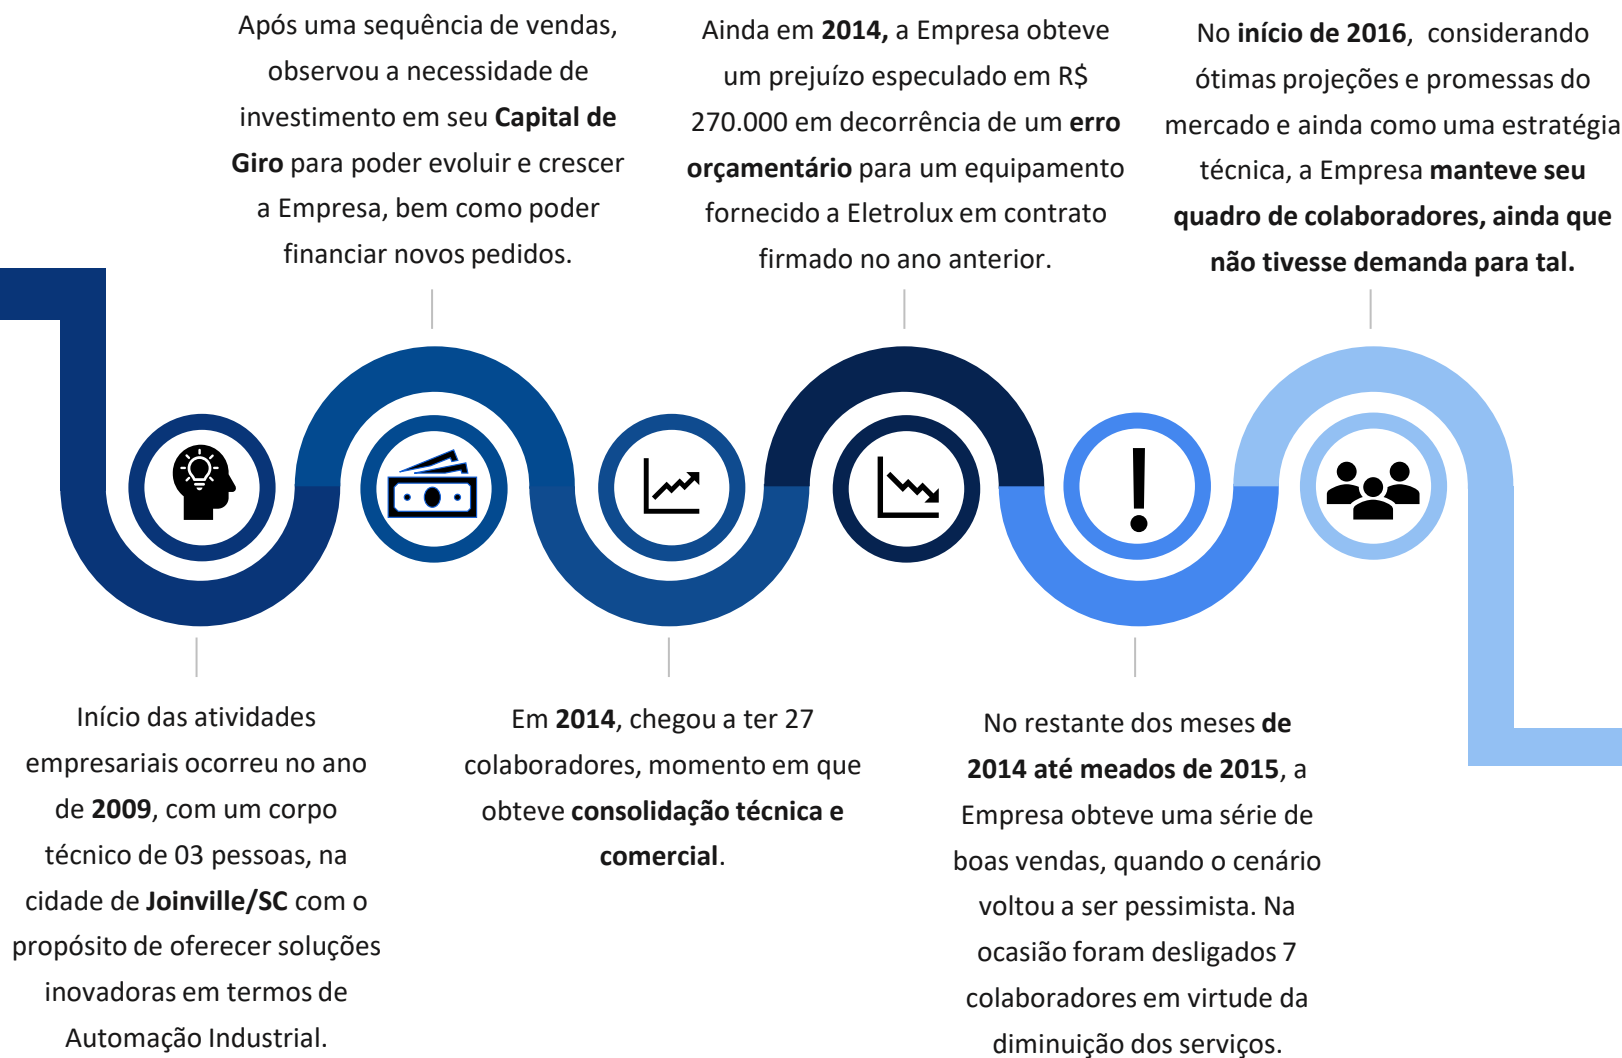 Após uma sequência de vendas,
observou a necessidade de
investimento em seu Capital de
Giro para poder evoluir e crescer
a Empresa, bem como poder
financiar novos pedidos.
Ainda em 2014, a Empresa obteve
um prejuízo especulado em R$
270.000 em decorrência de um erro
orçamentário para um equipamento
fornecido a Eletrolux em contrato
firmado no ano anterior.
No início de 2016, considerando
ótimas projeções e promessas do
mercado e ainda como uma estratégia
técnica, a Empresa manteve seu
quadro de colaboradores, ainda que
não tivesse demanda para tal.
Início das atividades
empresariais ocorreu no ano
de 2009, com um corpo
técnico de 03 pessoas, na
cidade de Joinville/SC com o
propósito de oferecer soluções
inovadoras em termos de
Automação Industrial.
Em 2014, chegou a ter 27
colaboradores, momento em que
obteve consolidação técnica e
comercial.
No restante dos meses de
2014 até meados de 2015, a
Empresa obteve uma série de
boas vendas, quando o cenário
voltou a ser pessimista. Na
ocasião foram desligados 7
colaboradores em virtude da
diminuição dos serviços.